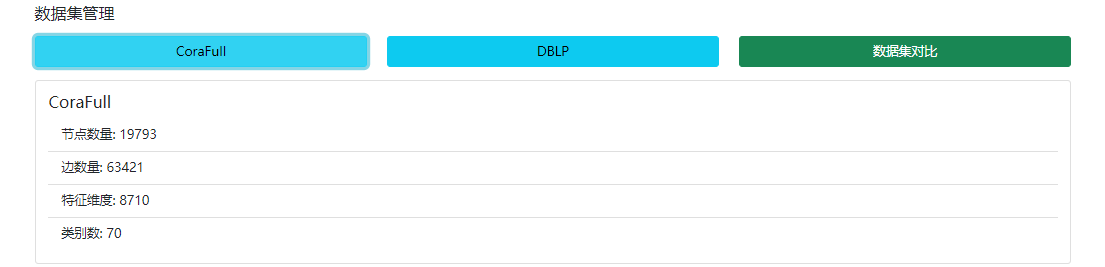 数据集管理
CoraFull
DBLP
数据集对比
CoraFull
节点数量: 19793
边数量: 63421
特征维度: 8710
类别数: 70